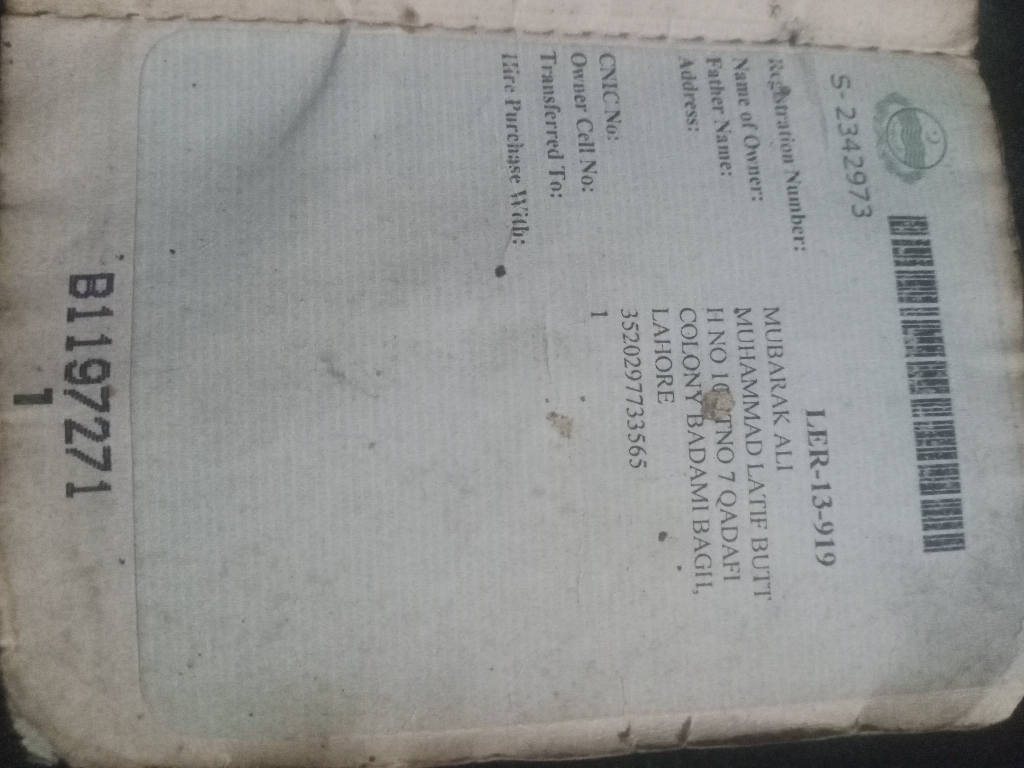 S-2342973
Registration Number: LER-13-919
Name of Owner: MUBARAK ALI
Father Name: MUHAMMAD LATIF BUTT
Address: H NO 7 QADAFI
COLONY BADAMI BAGH,
LAHORE
CNIC No: 3520297733565
Owner Cell No: 1
Transferred To:
Hire Purchase With:
B1197271
1